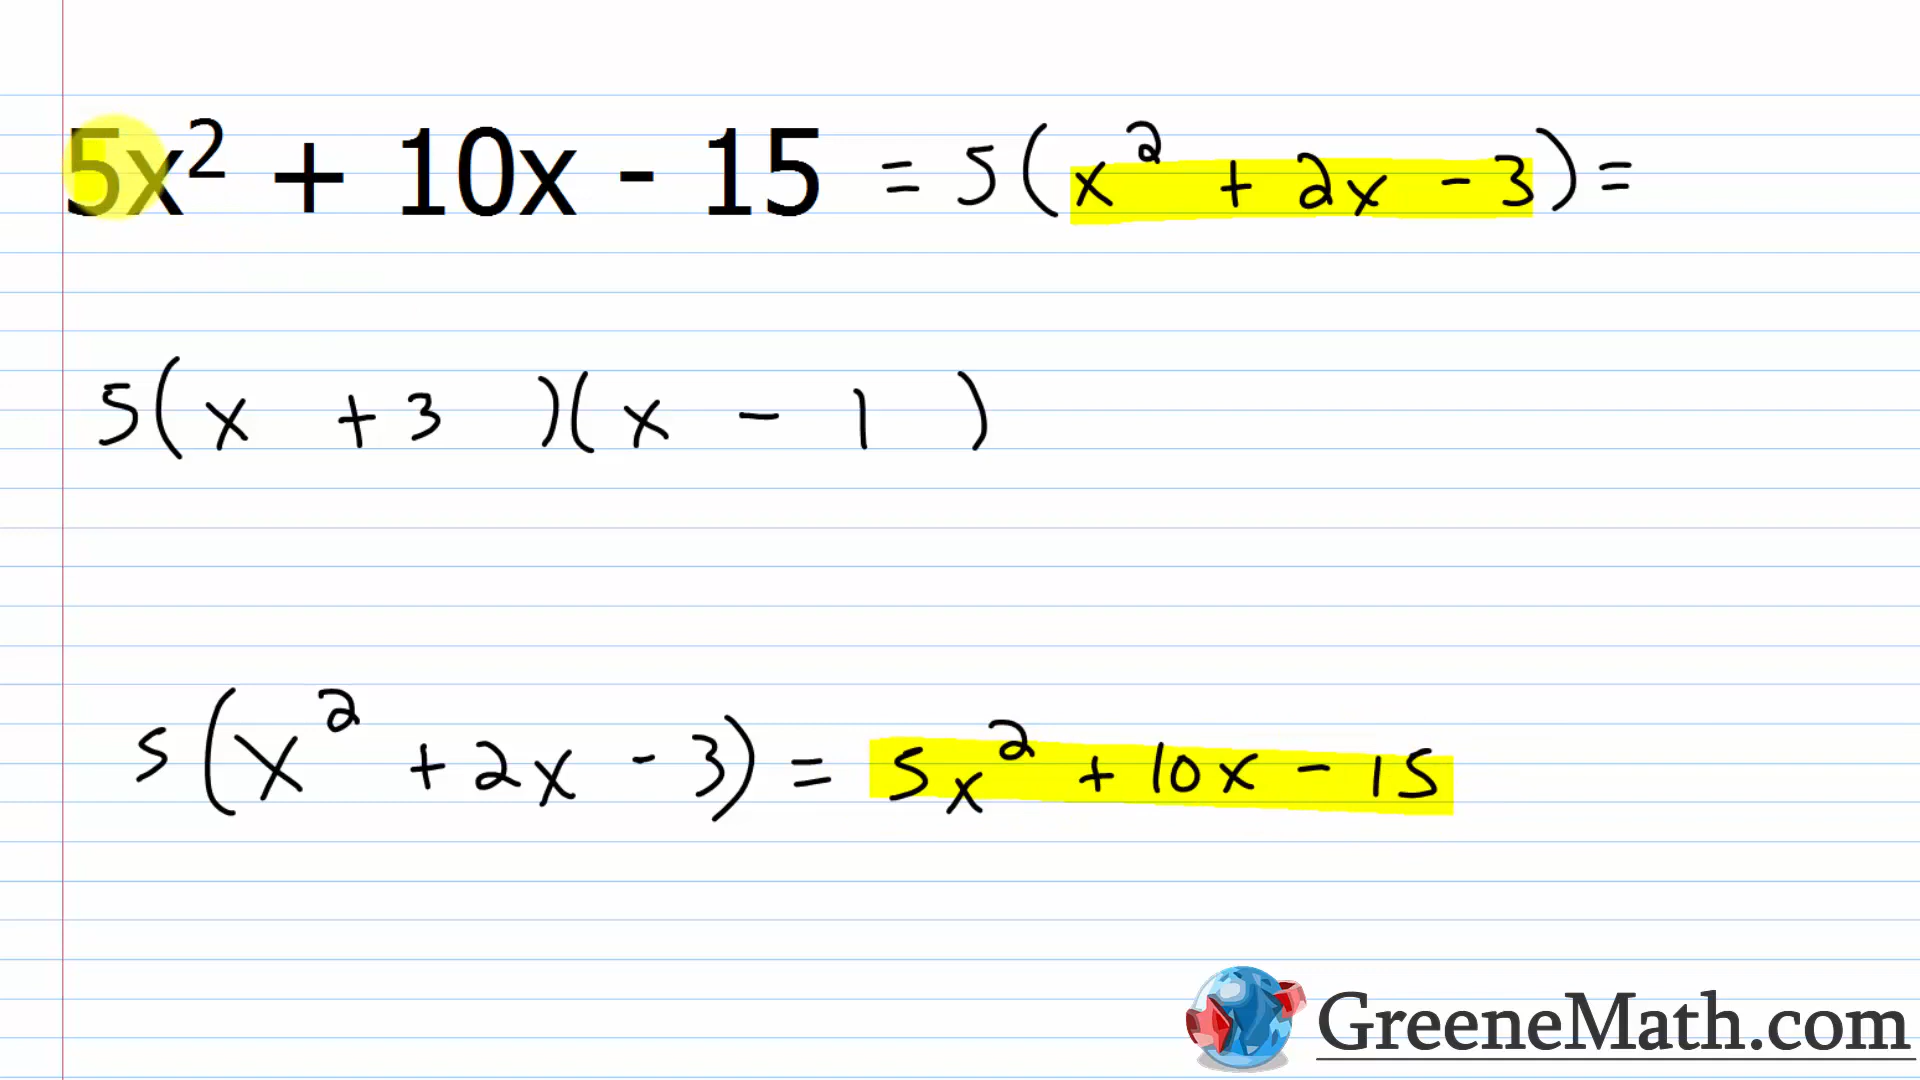 5x² + 10x - 15 = 5(x² + 2x - 3) =
5(x + 3)(x - 1)
5(x² + 2x - 3) = 5x² + 10x - 15
GreeneMath.com